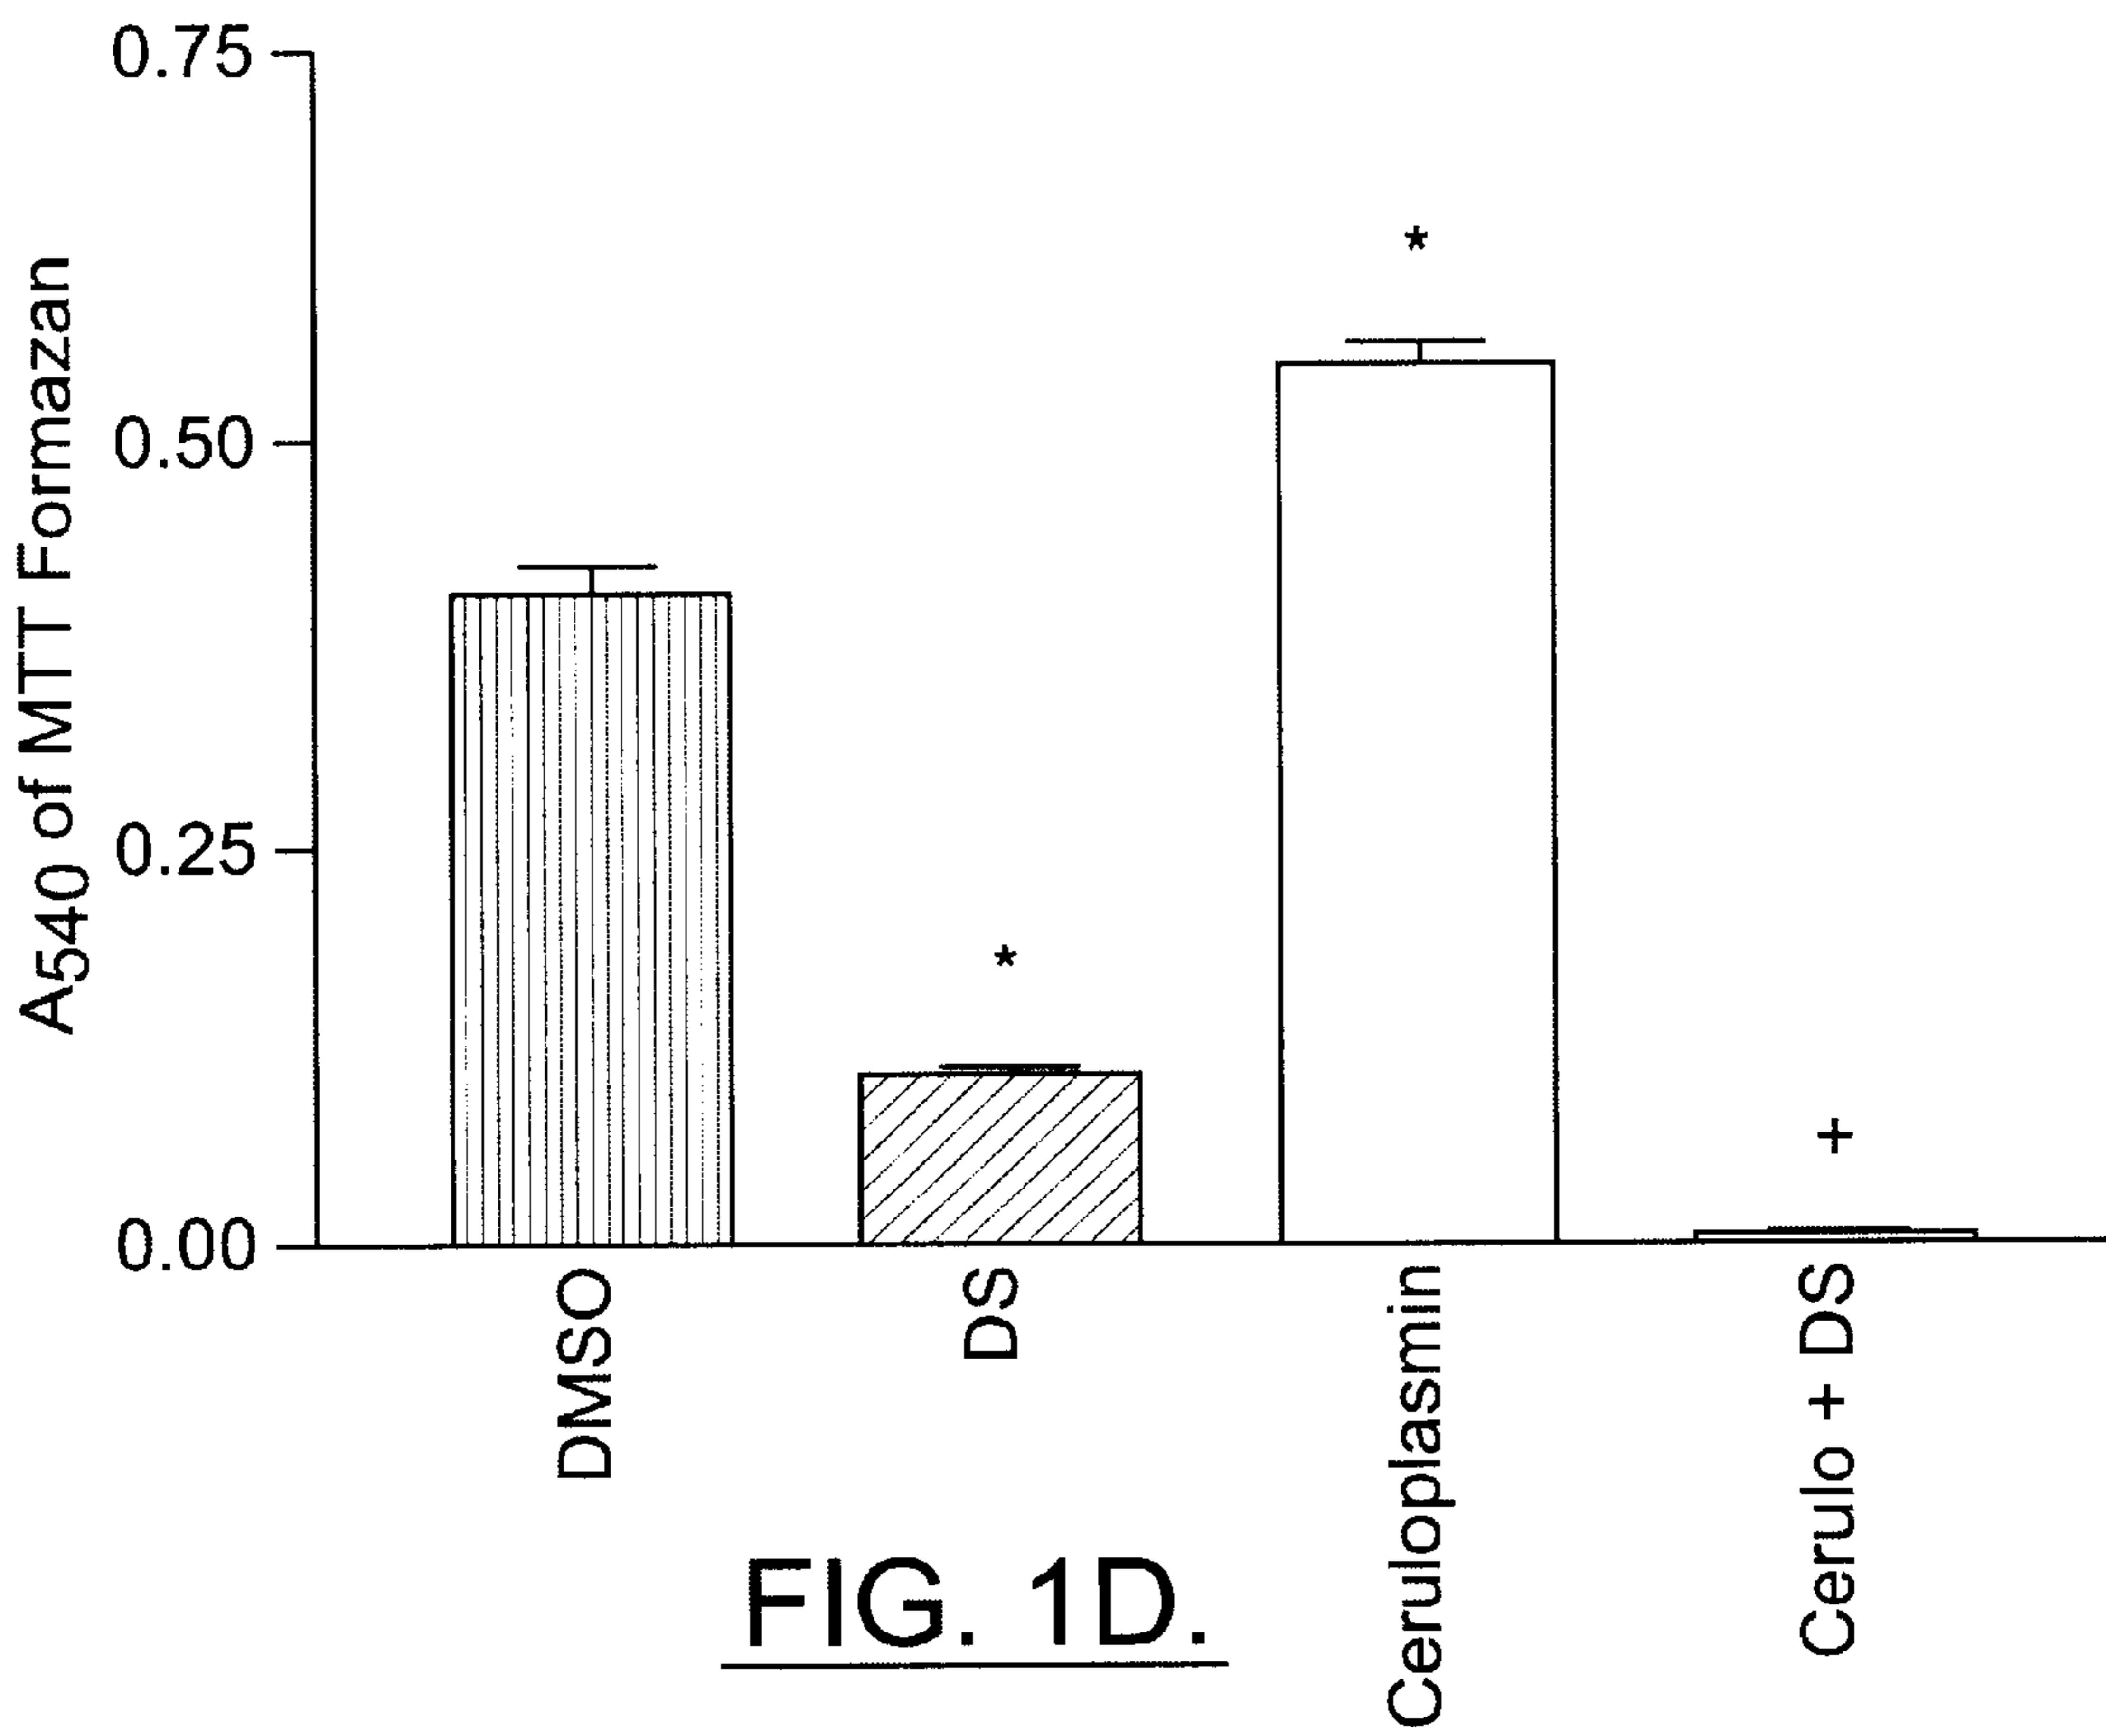 0.75
0.50
0.25
0.00
A540 of MTT Formazan
*
*
+
DMSO
DS
Ceruloplasmin
Cerulo + DS
FIG. 1D.